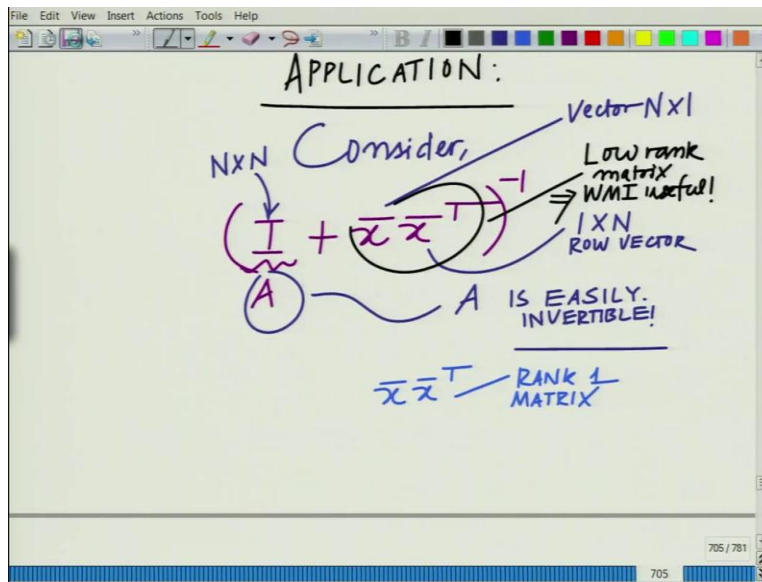 File Edit View Insert Actions Tools Help
APPLICATION:
Consider,
Vector N×1
N×N
Low rank
matrix
⇒ WMI useful!
(I + x̄ x̄ᵀ)⁻¹
1×N
ROW VECTOR
A
A IS EASILY.
INVERTIBLE!
x̄ x̄ᵀ RANK 1
MATRIX
705 / 781
705